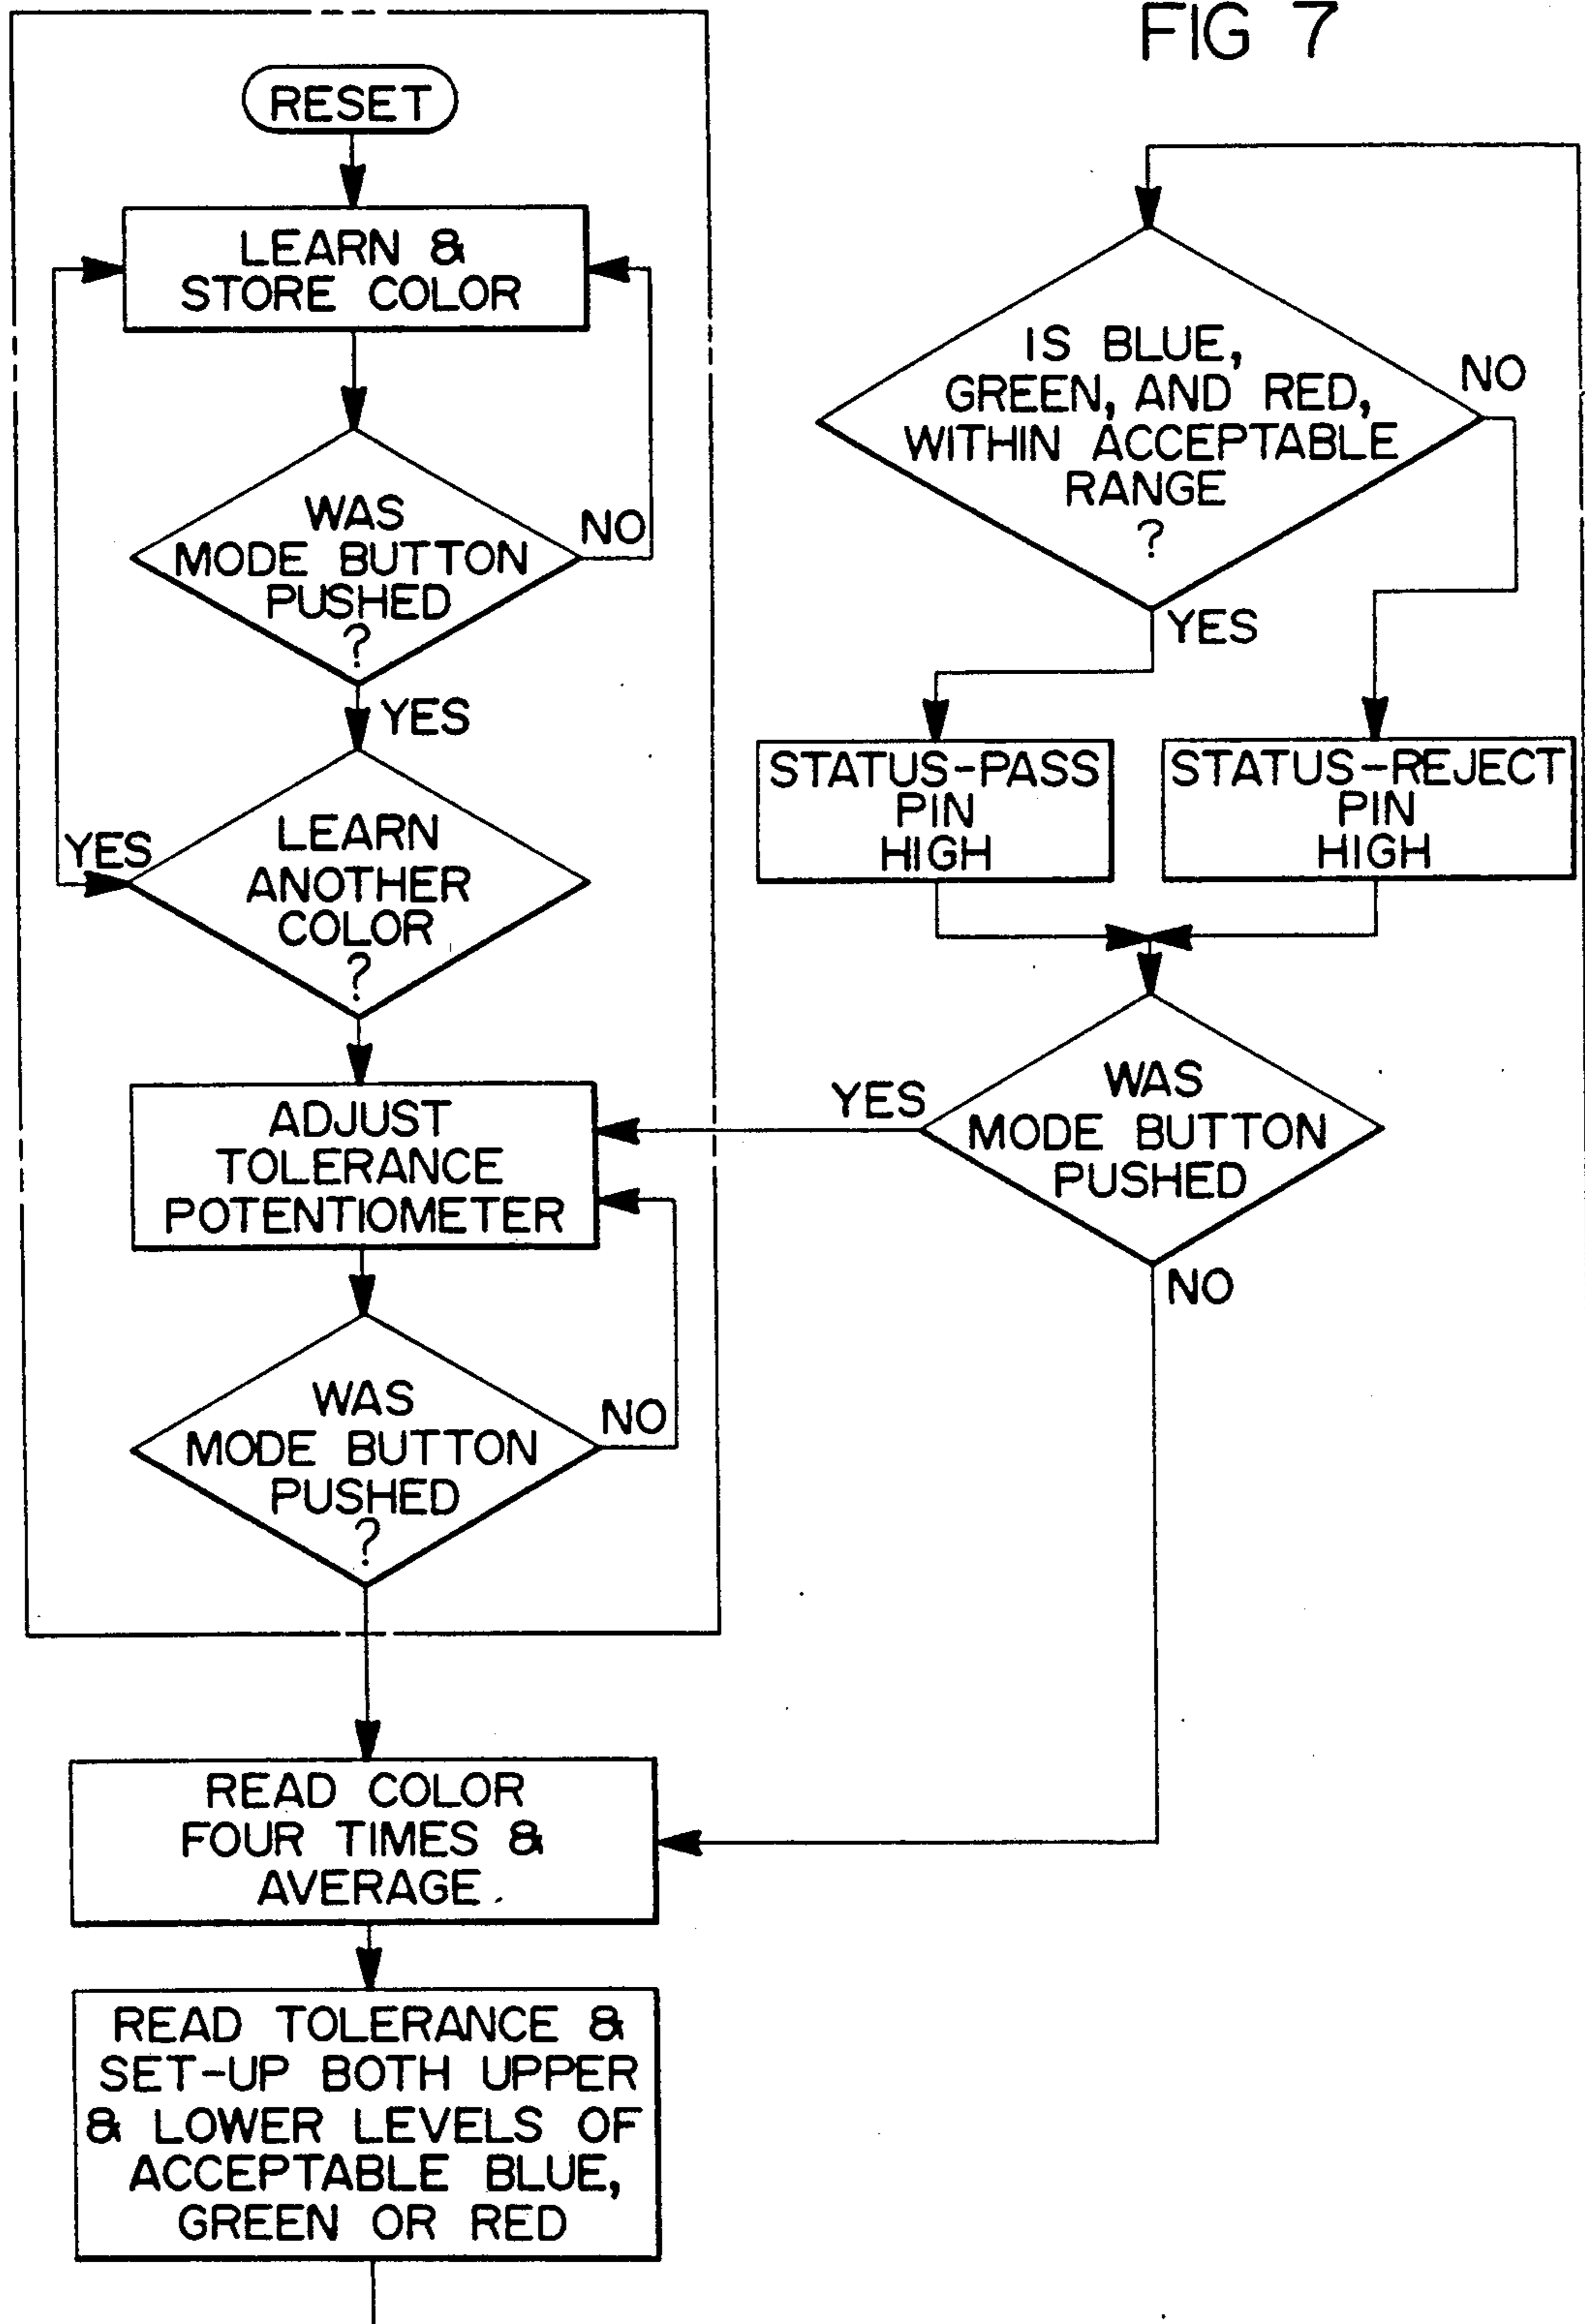 FIG 7
RESET
LEARN &
STORE COLOR
WAS
MODE BUTTON
PUSHED
?
NO
YES
LEARN
ANOTHER
COLOR
?
YES
ADJUST
TOLERANCE
POTENTIOMETER
WAS
MODE BUTTON
PUSHED
?
NO
READ COLOR
FOUR TIMES &
AVERAGE
READ TOLERANCE &
SET-UP BOTH UPPER
& LOWER LEVELS OF
ACCEPTABLE BLUE,
GREEN OR RED
IS BLUE,
GREEN, AND RED,
WITHIN ACCEPTABLE
RANGE
?
NO
YES
STATUS-PASS
PIN
HIGH
STATUS-REJECT
PIN
HIGH
WAS
MODE BUTTON
PUSHED
YES
NO